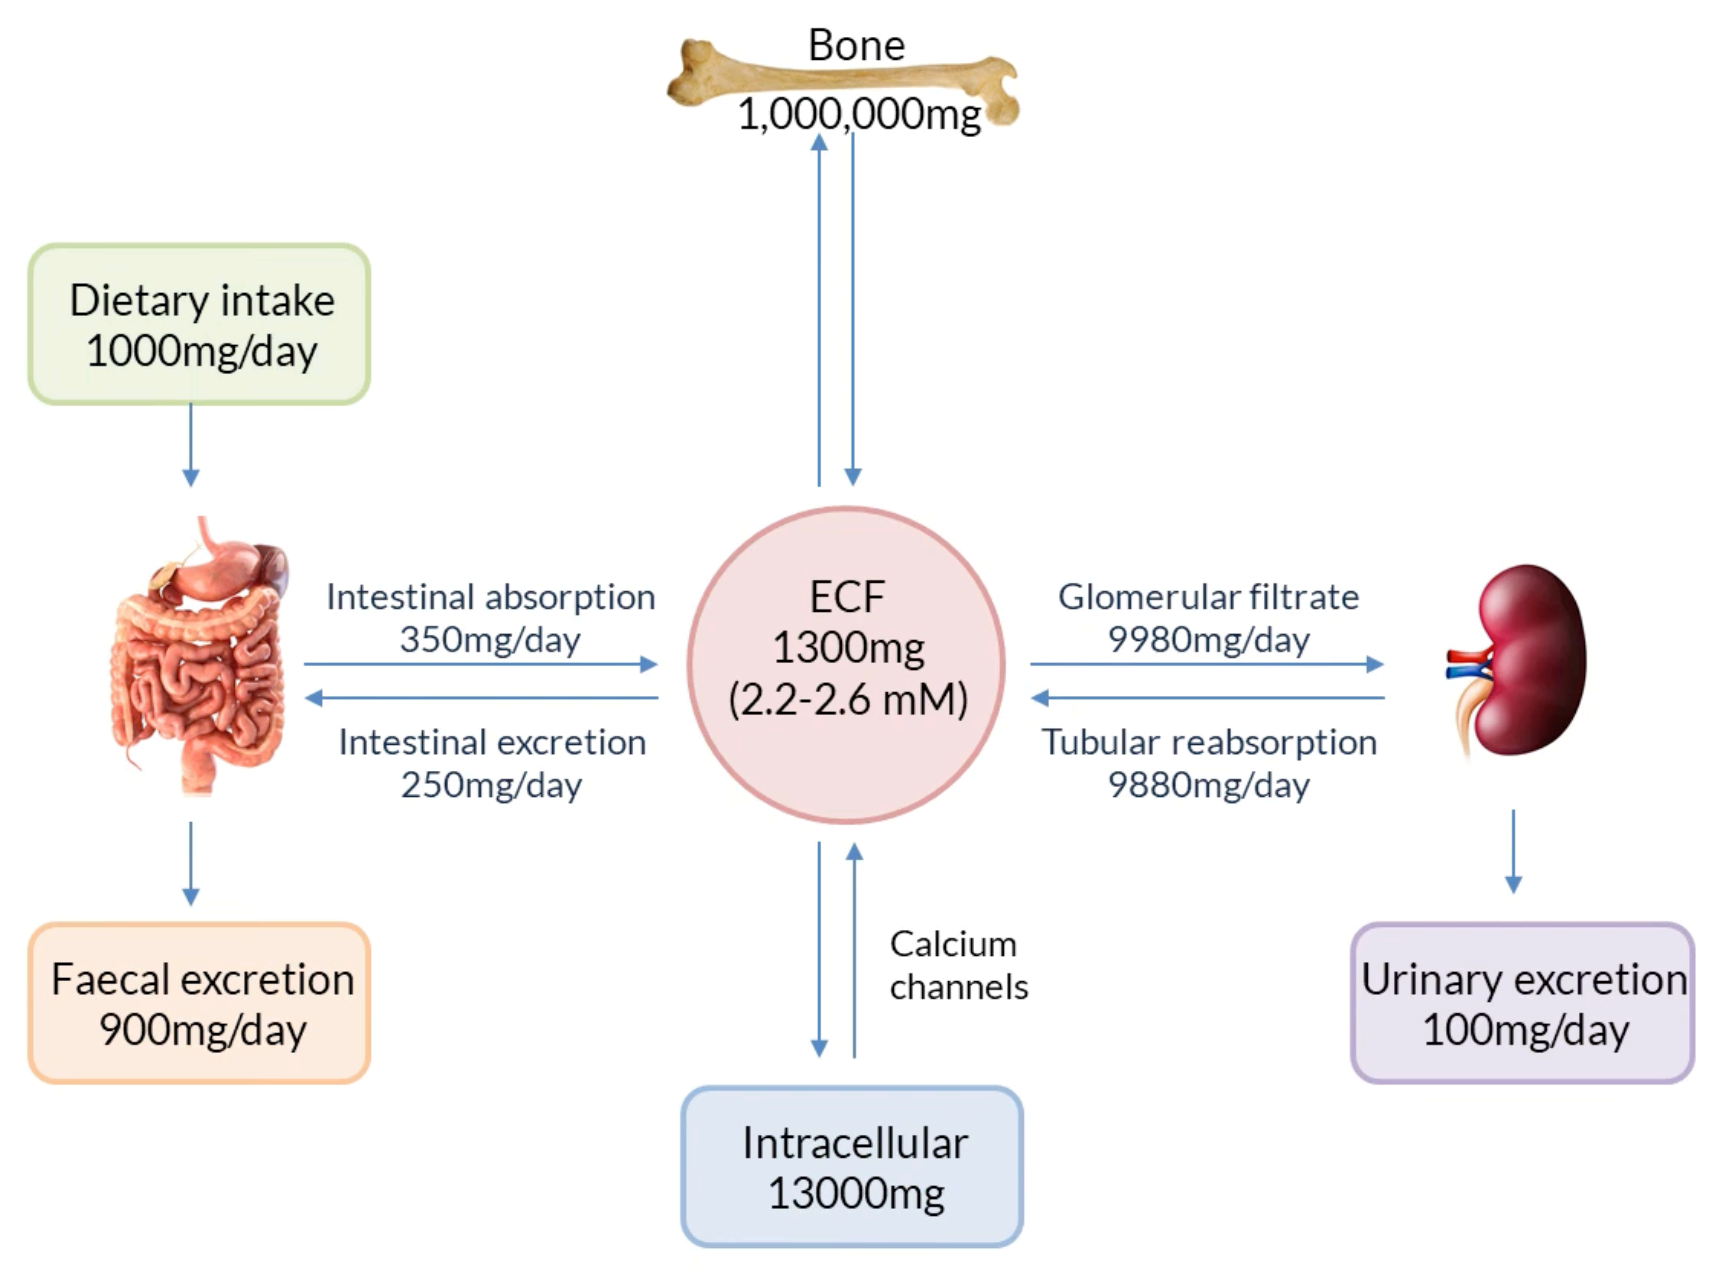 Bone
1,000,000mg
Dietary intake
1000mg/day
Intestinal absorption
350mg/day
Intestinal excretion
250mg/day
ECF
1300mg
(2.2-2.6 mM)
Glomerular filtrate
9980mg/day
Tubular reabsorption
9880mg/day
Calcium
channels
Faecal excretion
900mg/day
Urinary excretion
100mg/day
Intracellular
13000mg